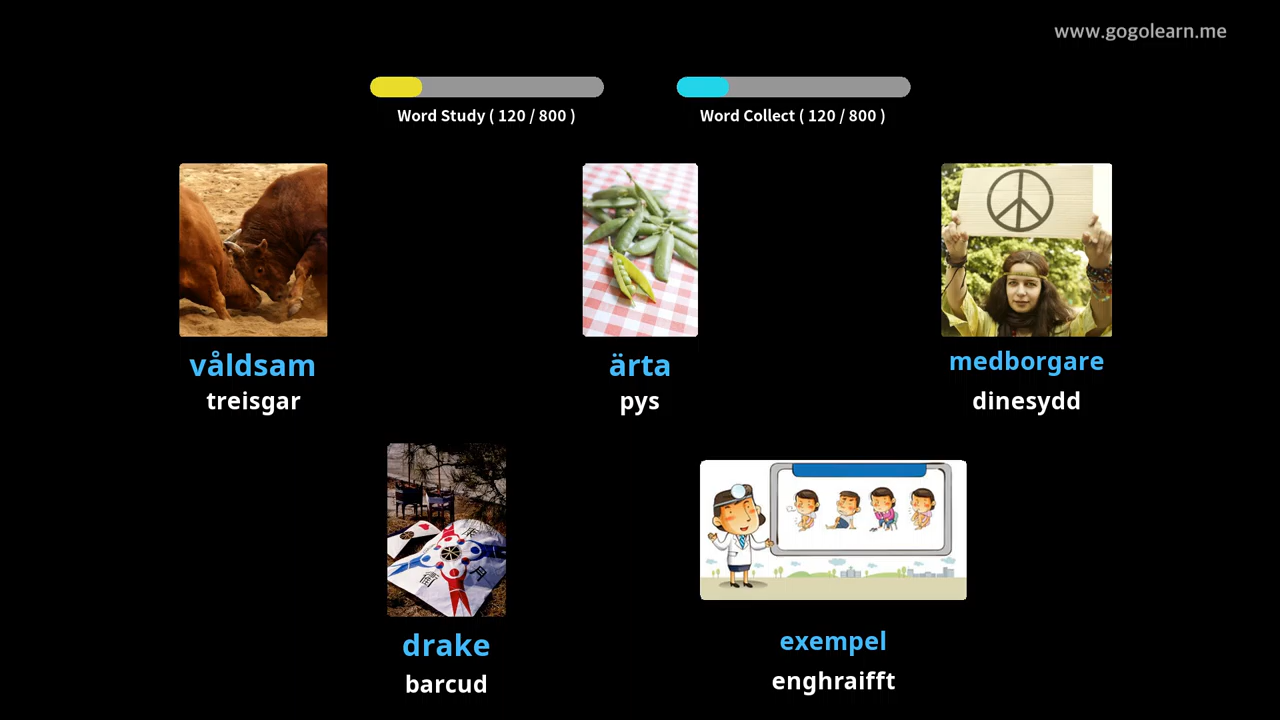 www.gogolearn.me
Word Study ( 120 / 800 )
Word Collect ( 120 / 800 )
våldsam
treisgar
ärta
pys
medborgare
dinesydd
drake
barcud
exempel
enghraifft